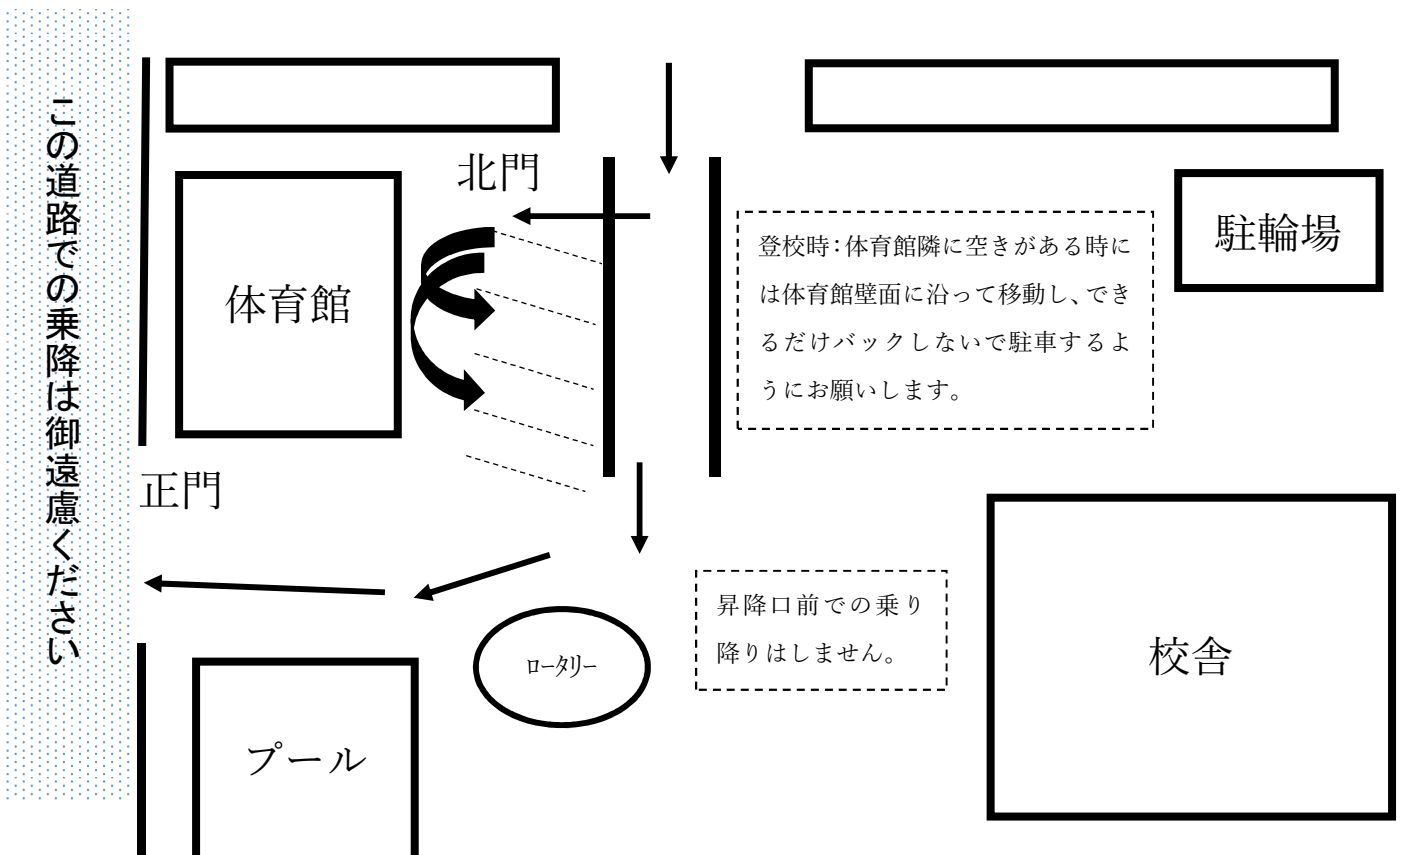 この道路での乗降は御遠慮ください
北門
体育館
駐輪場
登校時：体育館隣に空きがある時に
は体育館壁面に沿って移動し、でき
るだけバックしないで駐車するよ
うにお願いします。
正門
昇降口前での乗り
降りはしません。
ロータリー
校舎
プール